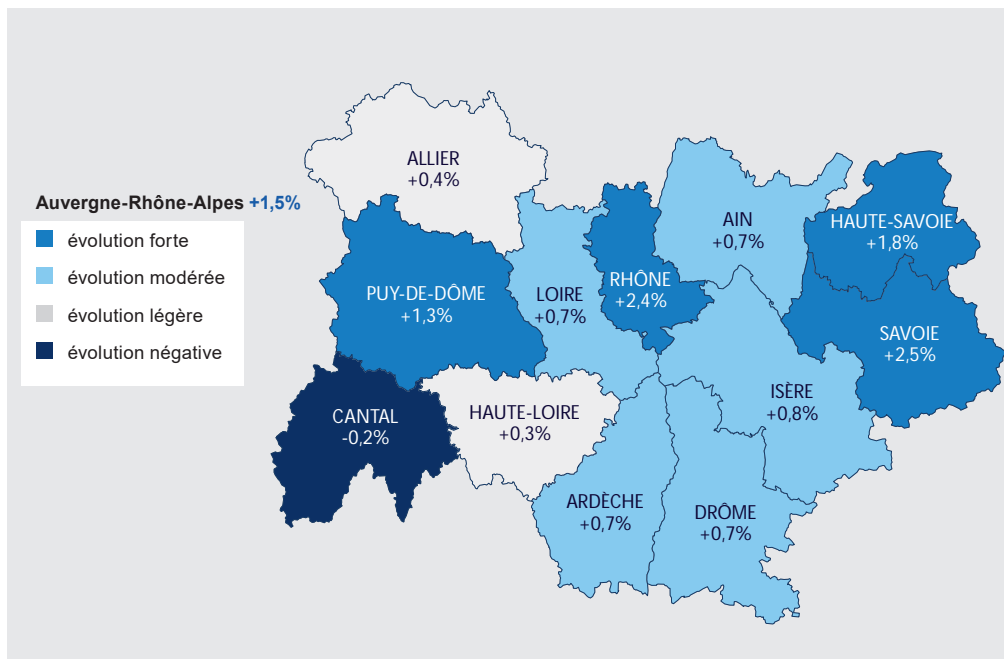 Auvergne-Rhône-Alpes +1,5%
évolution forte
évolution modérée
évolution légère
évolution négative
ALLIER
+0,4%
PUY-DE-DÔME
+1,3%
LOIRE
+0,7%
RHÔNE
+2,4%
AIN
+0,7%
HAUTE-SAVOIE
+1,8%
SAVOIE
+2,5%
ISÈRE
+0,8%
CANTAL
-0,2%
HAUTE-LOIRE
+0,3%
ARDÈCHE
+0,7%
DRÔME
+0,7%